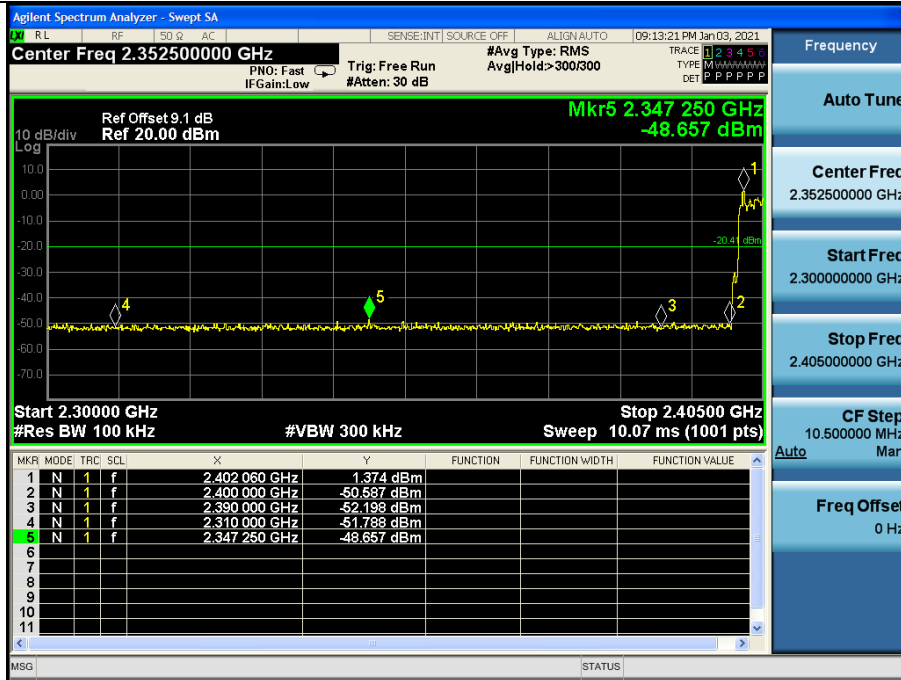 Agilent Spectrum Analyzer - Swept SA
LXI RL RF 50 Ω AC SENSE:INT SOURCE OFF ALIGN AUTO 09:13:21 PM Jan 03, 2021
Center Freq 2.352500000 GHz
PNO: Fast
IFGain:Low
Trig: Free Run
#Atten: 30 dB
#Avg Type: RMS
Avg|Hold:>300/300
TRACE 1 2 3 4 5 6
TYPE M WWWWW
DET P P P P P P
Mkr5 2.347 250 GHz
-48.657 dBm
Ref Offset 9.1 dB
10 dB/div Ref 20.00 dBm
Log
10.0
0.00
-10.0
-20.0
-30.0
-40.0
-50.0
-60.0
-70.0
1
-20.41 dBm
4
5
3
2
Start 2.30000 GHz Stop 2.40500 GHz
#Res BW 100 kHz #VBW 300 kHz Sweep 10.07 ms (1001 pts)
MKR MODE TRC SCL X Y FUNCTION FUNCTION WIDTH FUNCTION VALUE
1 N 1 f 2.402 060 GHz 1.374 dBm
2 N 1 f 2.400 000 GHz -50.587 dBm
3 N 1 f 2.390 000 GHz -52.198 dBm
4 N 1 f 2.310 000 GHz -51.788 dBm
5 N 1 f 2.347 250 GHz -48.657 dBm
6
7
8
9
10
11
MSG STATUS
Frequency
Auto Tune
Center Freq
2.352500000 GHz
Start Freq
2.300000000 GHz
Stop Freq
2.405000000 GHz
CF Step
10.500000 MHz
Auto Man
Freq Offset
0 Hz